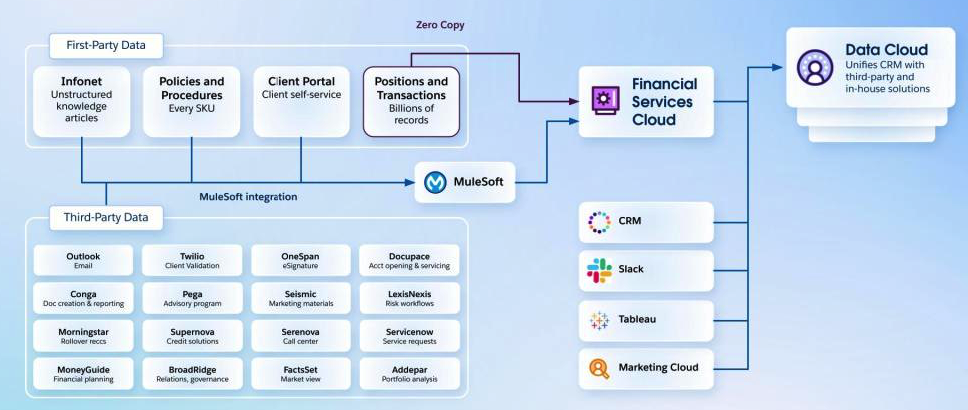 Zero Copy
First-Party Data
Infonet
Unstructured
knowledge
articles
Policies and
Procedures
Every SKU
Client Portal
Client self-service
Positions and
Transactions
Billions of
records
MuleSoft integration
MuleSoft
Financial
Services
Cloud
Data Cloud
Unifies CRM with
third-party and
in-house solutions
Third-Party Data
Outlook
Email
Twilio
Client Validation
OneSpan
eSignature
Docupace
Acct opening & servicing
Conga
Doc creation & reporting
Pega
Advisory program
Seismic
Marketing materials
LexisNexis
Risk workflows
Morningstar
Rollover reccs
Supernova
Credit solutions
Serenova
Call center
Servicenow
Service requests
MoneyGuide
Financial planning
BroadRidge
Relations, governance
FactsSet
Market view
Addepar
Portfolio analysis
CRM
Slack
Tableau
Marketing Cloud